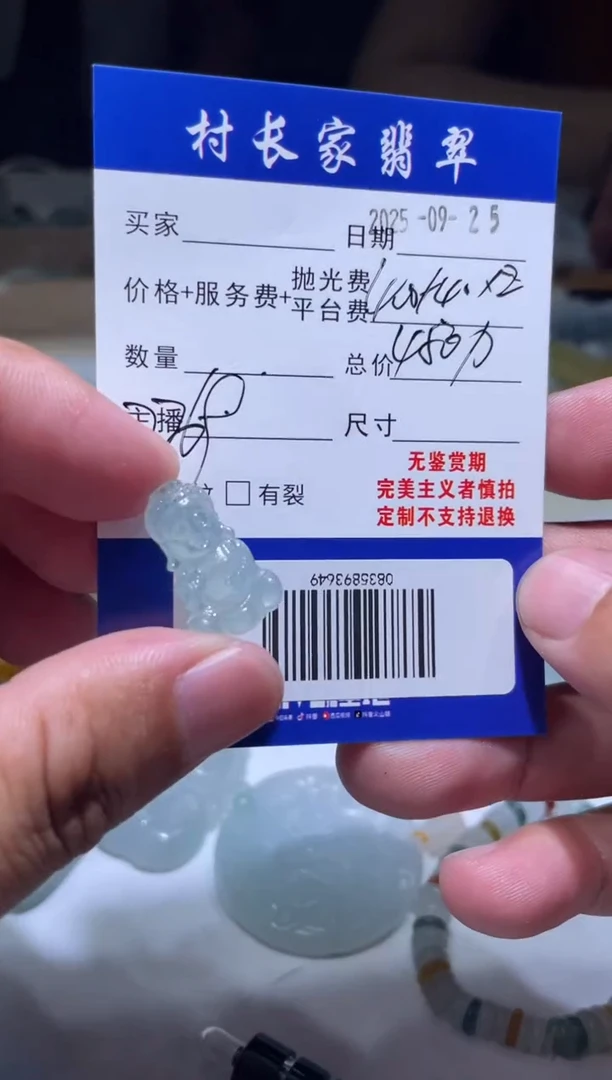 村长家翡翠
买家 日期 2025-09-25
价格+服务费+抛光费
平台费
数量 总价
主播 尺寸
无鉴赏期
完美主义者慎拍
定制不支持退换
纹 □有裂
0835893649